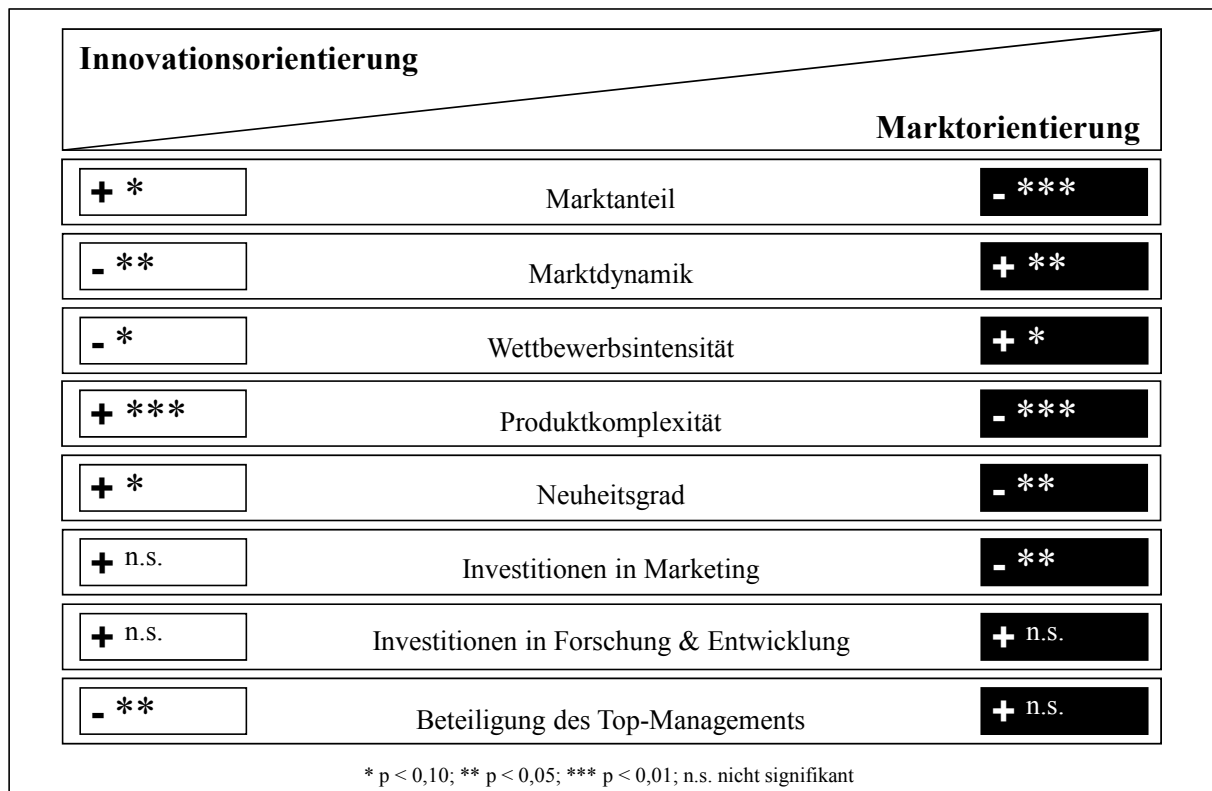 Innovationsorientierung
Marktorientierung
+ * Marktanteil - ***
- ** Marktdynamik + **
- * Wettbewerbsintensität + *
+ *** Produktkomplexität - ***
+ * Neuheitsgrad - **
+ n.s. Investitionen in Marketing - **
+ n.s. Investitionen in Forschung & Entwicklung + n.s.
- ** Beteiligung des Top-Managements + n.s.
* p < 0,10; ** p < 0,05; *** p < 0,01; n.s. nicht signifikant